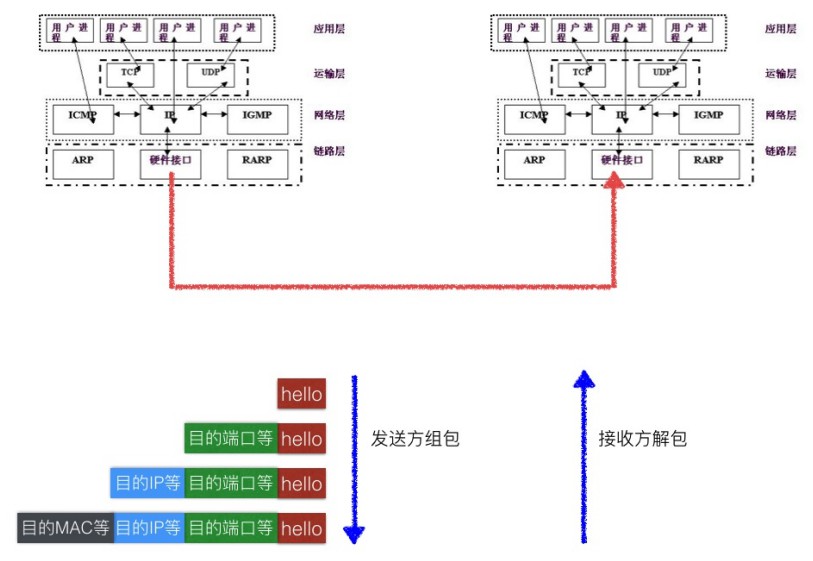 用户进程 用户进程 用户进程 用户进程 应用层
TCP UDP 运输层
ICMP IP IGMP 网络层
ARP 硬件接口 RARP 链路层
用户进程 用户进程 用户进程 用户进程 应用层
TCP UDP 运输层
ICMP IP IGMP 网络层
ARP 硬件接口 RARP 链路层
hello
目的端口等 hello
目的IP等 目的端口等 hello
目的MAC等 目的IP等 目的端口等 hello
发送方组包
接收方解包